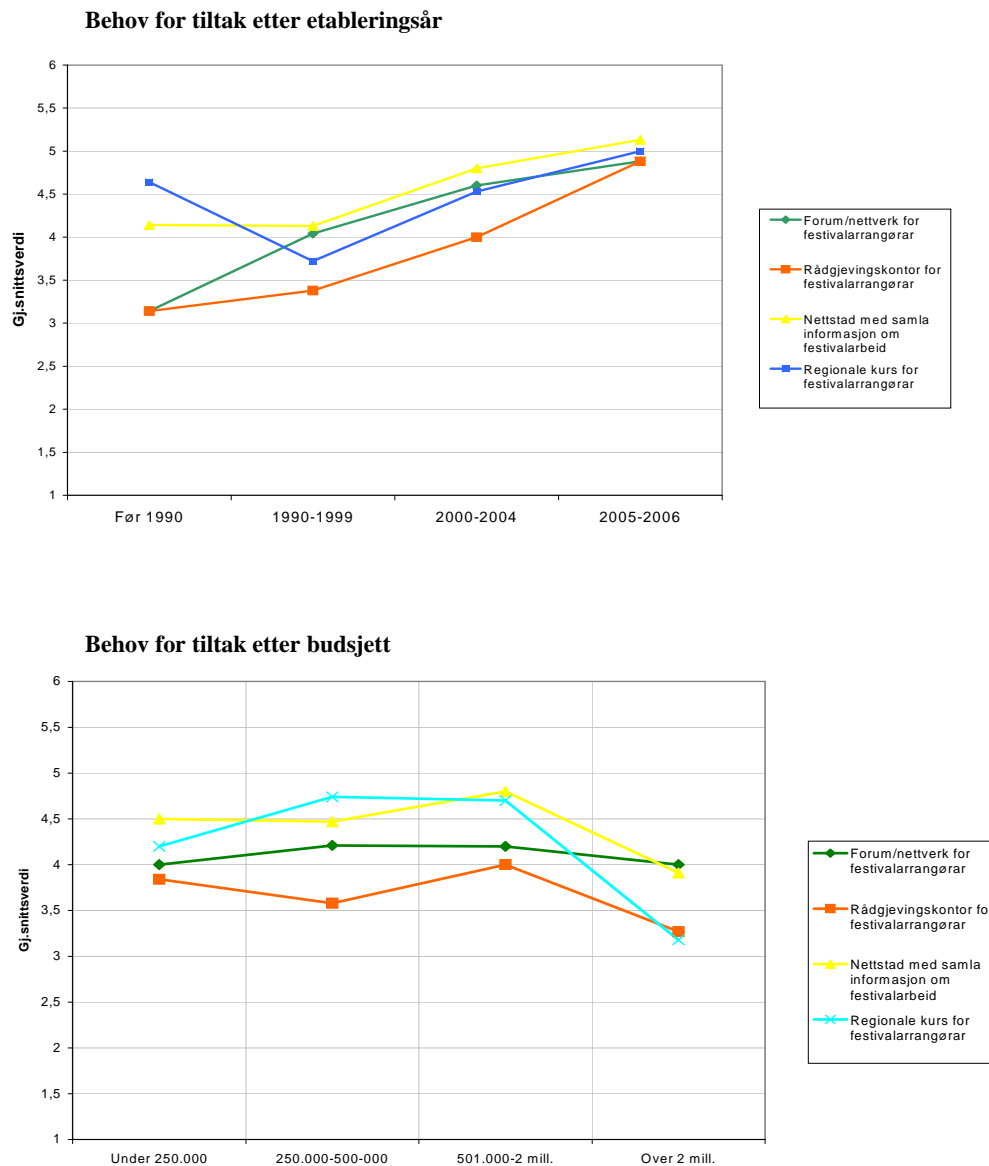 Behov for tiltak etter etableringsår
6
5,5
5
4,5
4
3,5
3
2,5
2
1,5
1
Gj.snittsverdi
Før 1990
1990-1999
2000-2004
2005-2006
Forum/nettverk for
festivalarrangørar
Rådgjevingskontor for
festivalarrangørar
Nettstad med samla
informasjon om
festivalarbeid
Regionale kurs for
festivalarrangørar
Behov for tiltak etter budsjett
6
5,5
5
4,5
4
3,5
3
2,5
2
1,5
1
Gj.snittsverdi
Under 250.000
250.000-500-000
501.000-2 mill.
Over 2 mill.
Forum/nettverk for
festivalarrangørar
Rådgjevingskontor fo
festivalarrangørar
Nettstad med samla
informasjon om
festivalarbeid
Regionale kurs for
festivalarrangørar